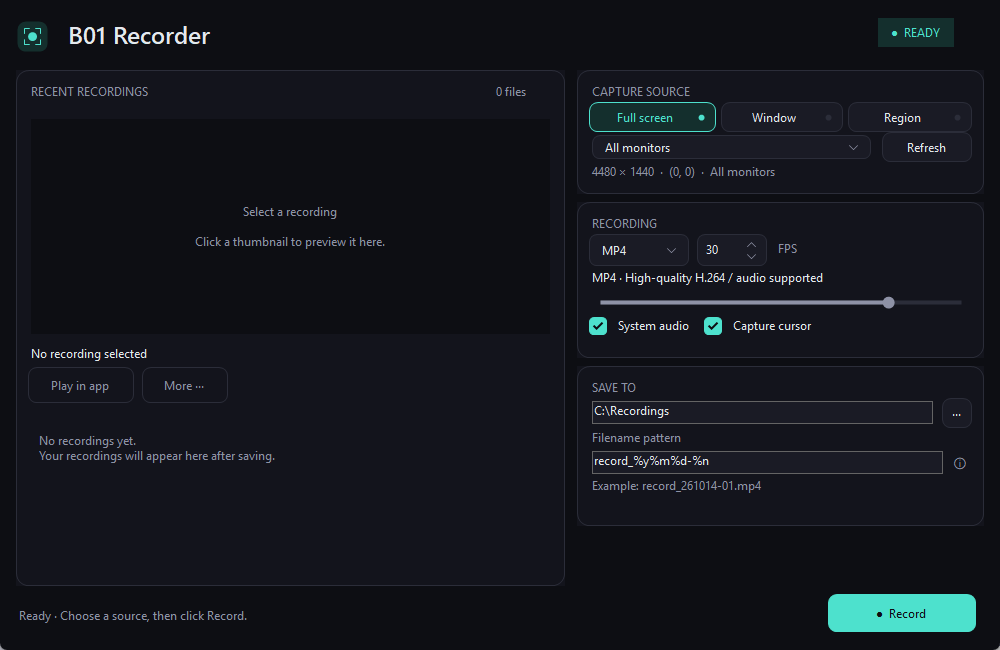 B01 Recorder
● READY
RECENT RECORDINGS
0 files
Select a recording
Click a thumbnail to preview it here.
No recording selected
Play in app
More ···
No recordings yet.
Your recordings will appear here after saving.
CAPTURE SOURCE
Full screen
Window
Region
All monitors
Refresh
4480 × 1440 · (0, 0) · All monitors
RECORDING
MP4
30
FPS
MP4 · High-quality H.264 / audio supported
System audio
Capture cursor
SAVE TO
C:\Recordings
...
Filename pattern
record_%y%m%d-%n
Example: record_261014-01.mp4
Ready · Choose a source, then click Record.
● Record